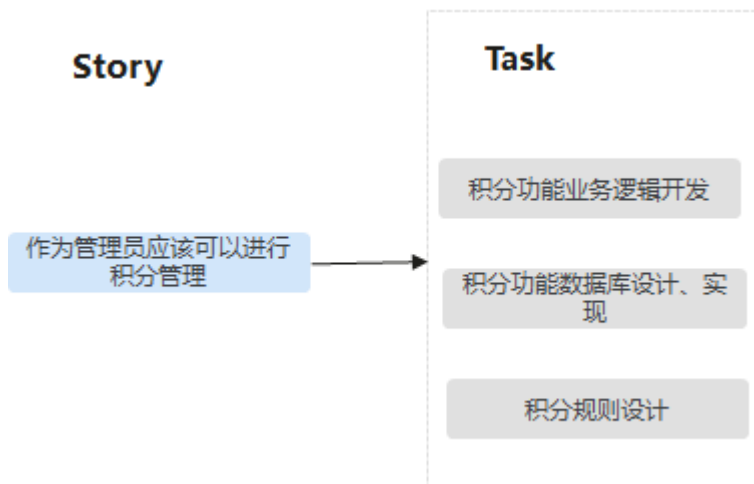 Story
Task
积分功能业务逻辑开发
作为管理员应该可以进行
积分管理
积分功能数据库设计、实
现
积分规则设计